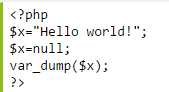 <?php
$x="Hello world!";
$x=null;
var_dump($x);
?>